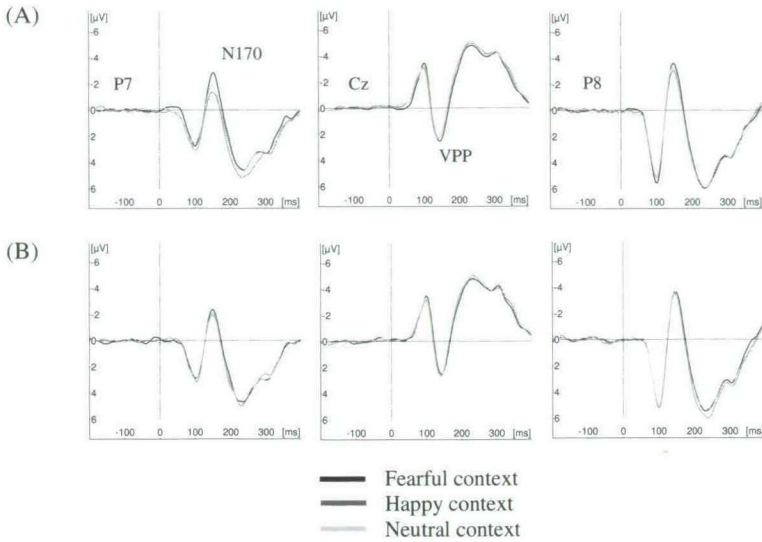 (A)
[μV] [μV] [μV]
-6 -6 -6
-4 -4 -4
P7 N170 Cz P8
-2 -2 -2
0 0 0
2 2 2
VPP
4 4 4
6 6 6
-100 0 100 200 300 [ms] -100 0 100 200 300 [ms] -100 0 100 200 300 [ms]
(B)
[μV] [μV] [μV]
-6 -6 -6
-4 -4 -4
-2 -2 -2
0 0 0
2 2 2
4 4 4
6 6 6
-100 0 100 200 300 [ms] -100 0 100 200 300 [ms] -100 0 100 200 300 [ms]
Fearful context
Happy context
Neutral context